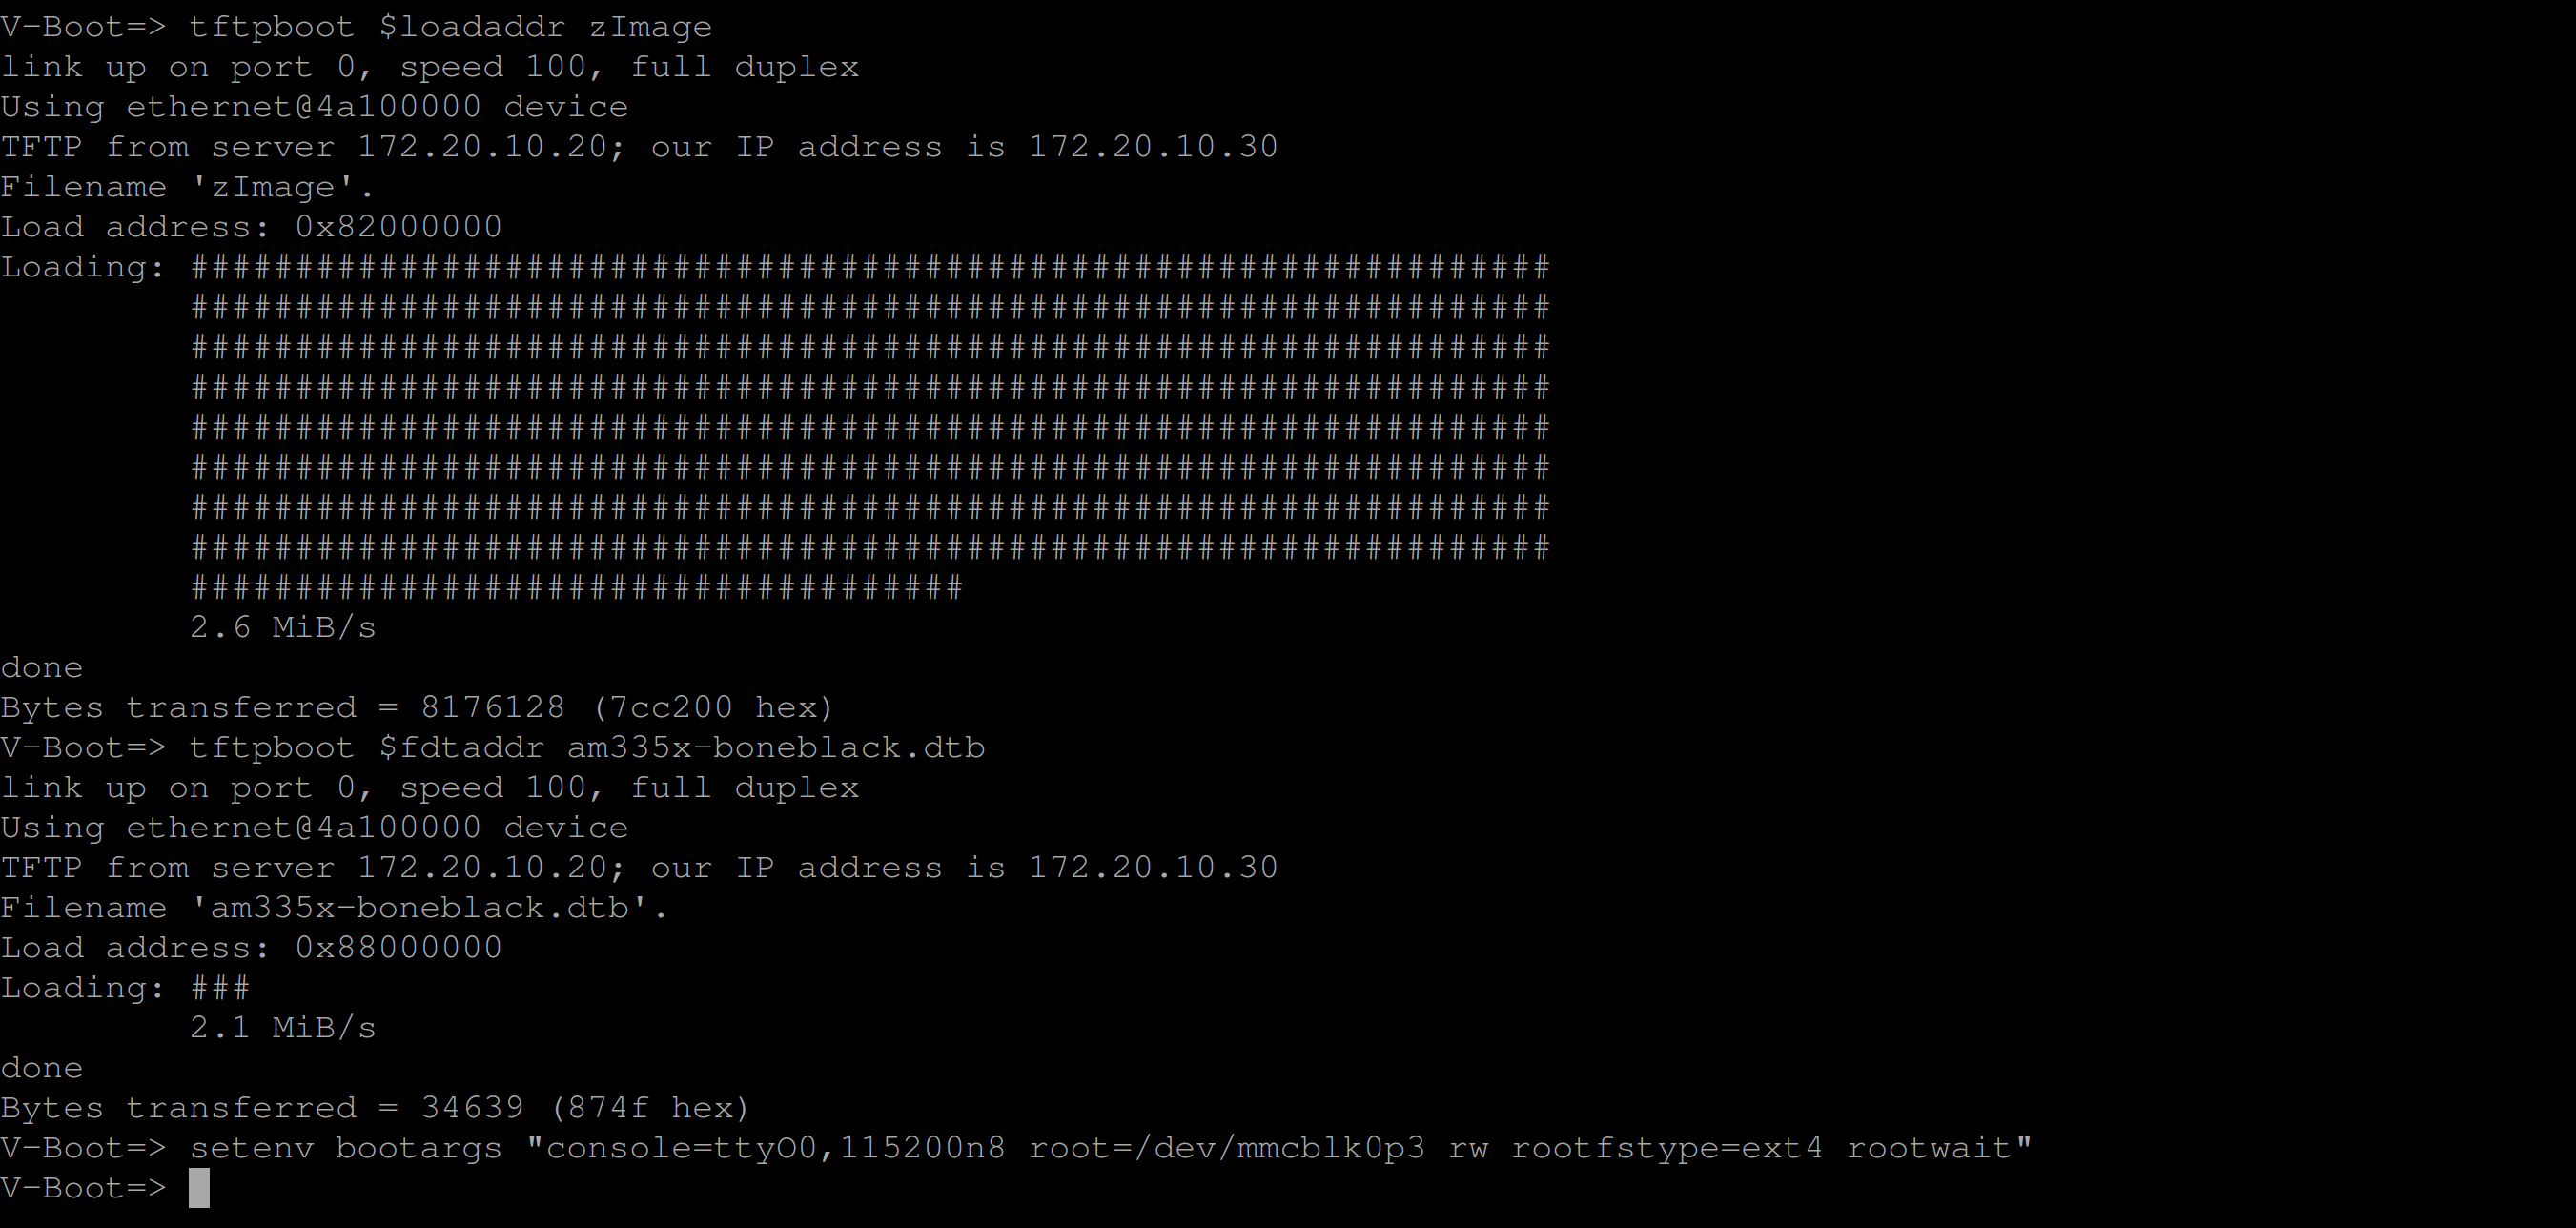 V-Boot=> tftpboot $loadaddr zImage
link up on port 0, speed 100, full duplex
Using ethernet@4a100000 device
TFTP from server 172.20.10.20; our IP address is 172.20.10.30
Filename 'zImage'.
Load address: 0x82000000
Loading: #################################################################
         #################################################################
         #################################################################
         #################################################################
         #################################################################
         #################################################################
         #################################################################
         #################################################################
         #####################################
         2.6 MiB/s
done
Bytes transferred = 8176128 (7cc200 hex)
V-Boot=> tftpboot $fdtaddr am335x-boneblack.dtb
link up on port 0, speed 100, full duplex
Using ethernet@4a100000 device
TFTP from server 172.20.10.20; our IP address is 172.20.10.30
Filename 'am335x-boneblack.dtb'.
Load address: 0x88000000
Loading: ###
         2.1 MiB/s
done
Bytes transferred = 34639 (874f hex)
V-Boot=> setenv bootargs "console=ttyO0,115200n8 root=/dev/mmcblk0p3 rw rootfstype=ext4 rootwait"
V-Boot=>